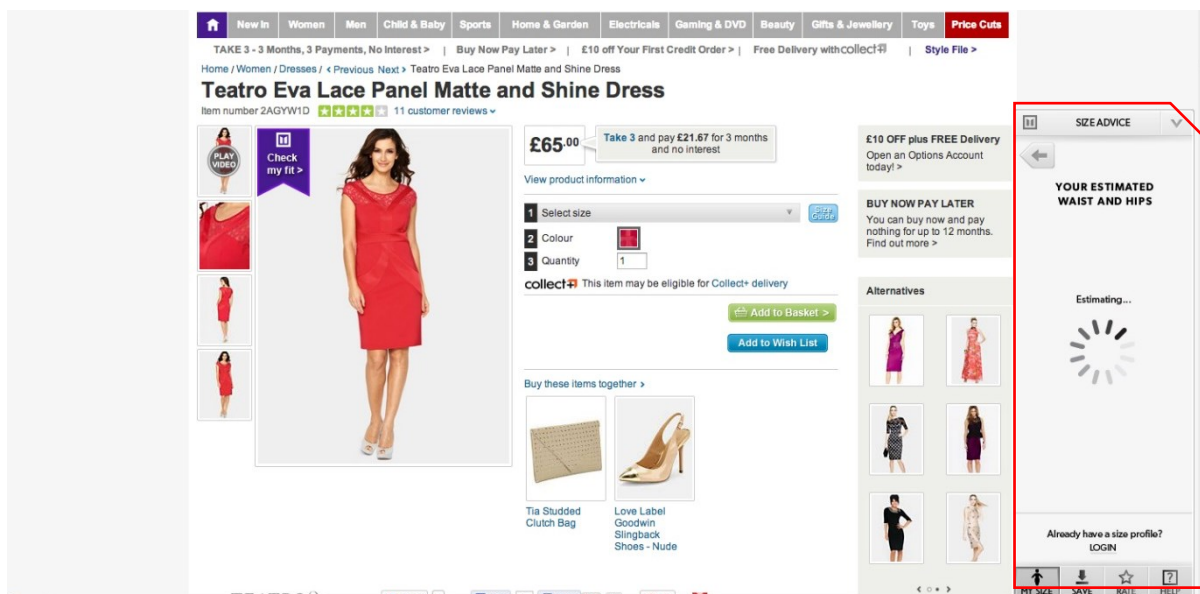 New In Women Men Child & Baby Sports Home & Garden Electricals Gaming & DVD Beauty Gifts & Jewellery Toys Price Cuts
TAKE 3 - 3 Months, 3 Payments, No Interest > | Buy Now Pay Later > | £10 off Your First Credit Order > | Free Delivery with collect+ | Style File >
Home / Women / Dresses / < Previous Next > Teatro Eva Lace Panel Matte and Shine Dress
Teatro Eva Lace Panel Matte and Shine Dress
Item number 2AGYW1D 11 customer reviews
PLAY
VIDEO
Check
my fit >
£65.00
Take 3 and pay £21.67 for 3 months
and no interest
View product information
1 Select size
Size
Guide
2 Colour
3 Quantity 1
collect+ This item may be eligible for Collect+ delivery
Add to Basket >
Add to Wish List
Buy these items together >
Tia Studded
Clutch Bag
Love Label
Goodwin
Slingback
Shoes - Nude
£10 OFF plus FREE Delivery
Open an Options Account
today! >
BUY NOW PAY LATER
You can buy now and pay
nothing for up to 12 months.
Find out more >
Alternatives
SIZE ADVICE
YOUR ESTIMATED
WAIST AND HIPS
Estimating...
Already have a size profile?
LOGIN
MY SIZE SAVE RATE HELP